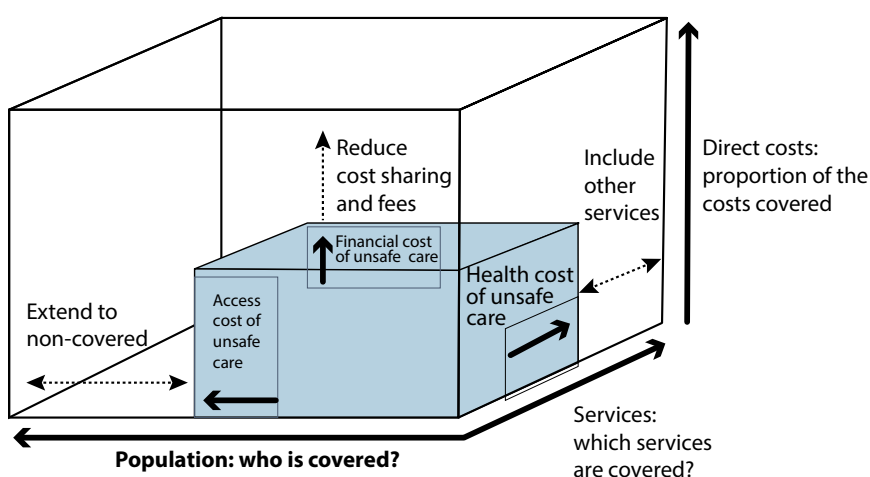 Reduce
cost sharing
and fees
Include
other
services
Direct costs:
proportion of the
costs covered
Financial cost
of unsafe care
Health cost
of unsafe
care
Access
cost of
unsafe
care
Extend to
non-covered
Services:
which services
are covered?
Population: who is covered?